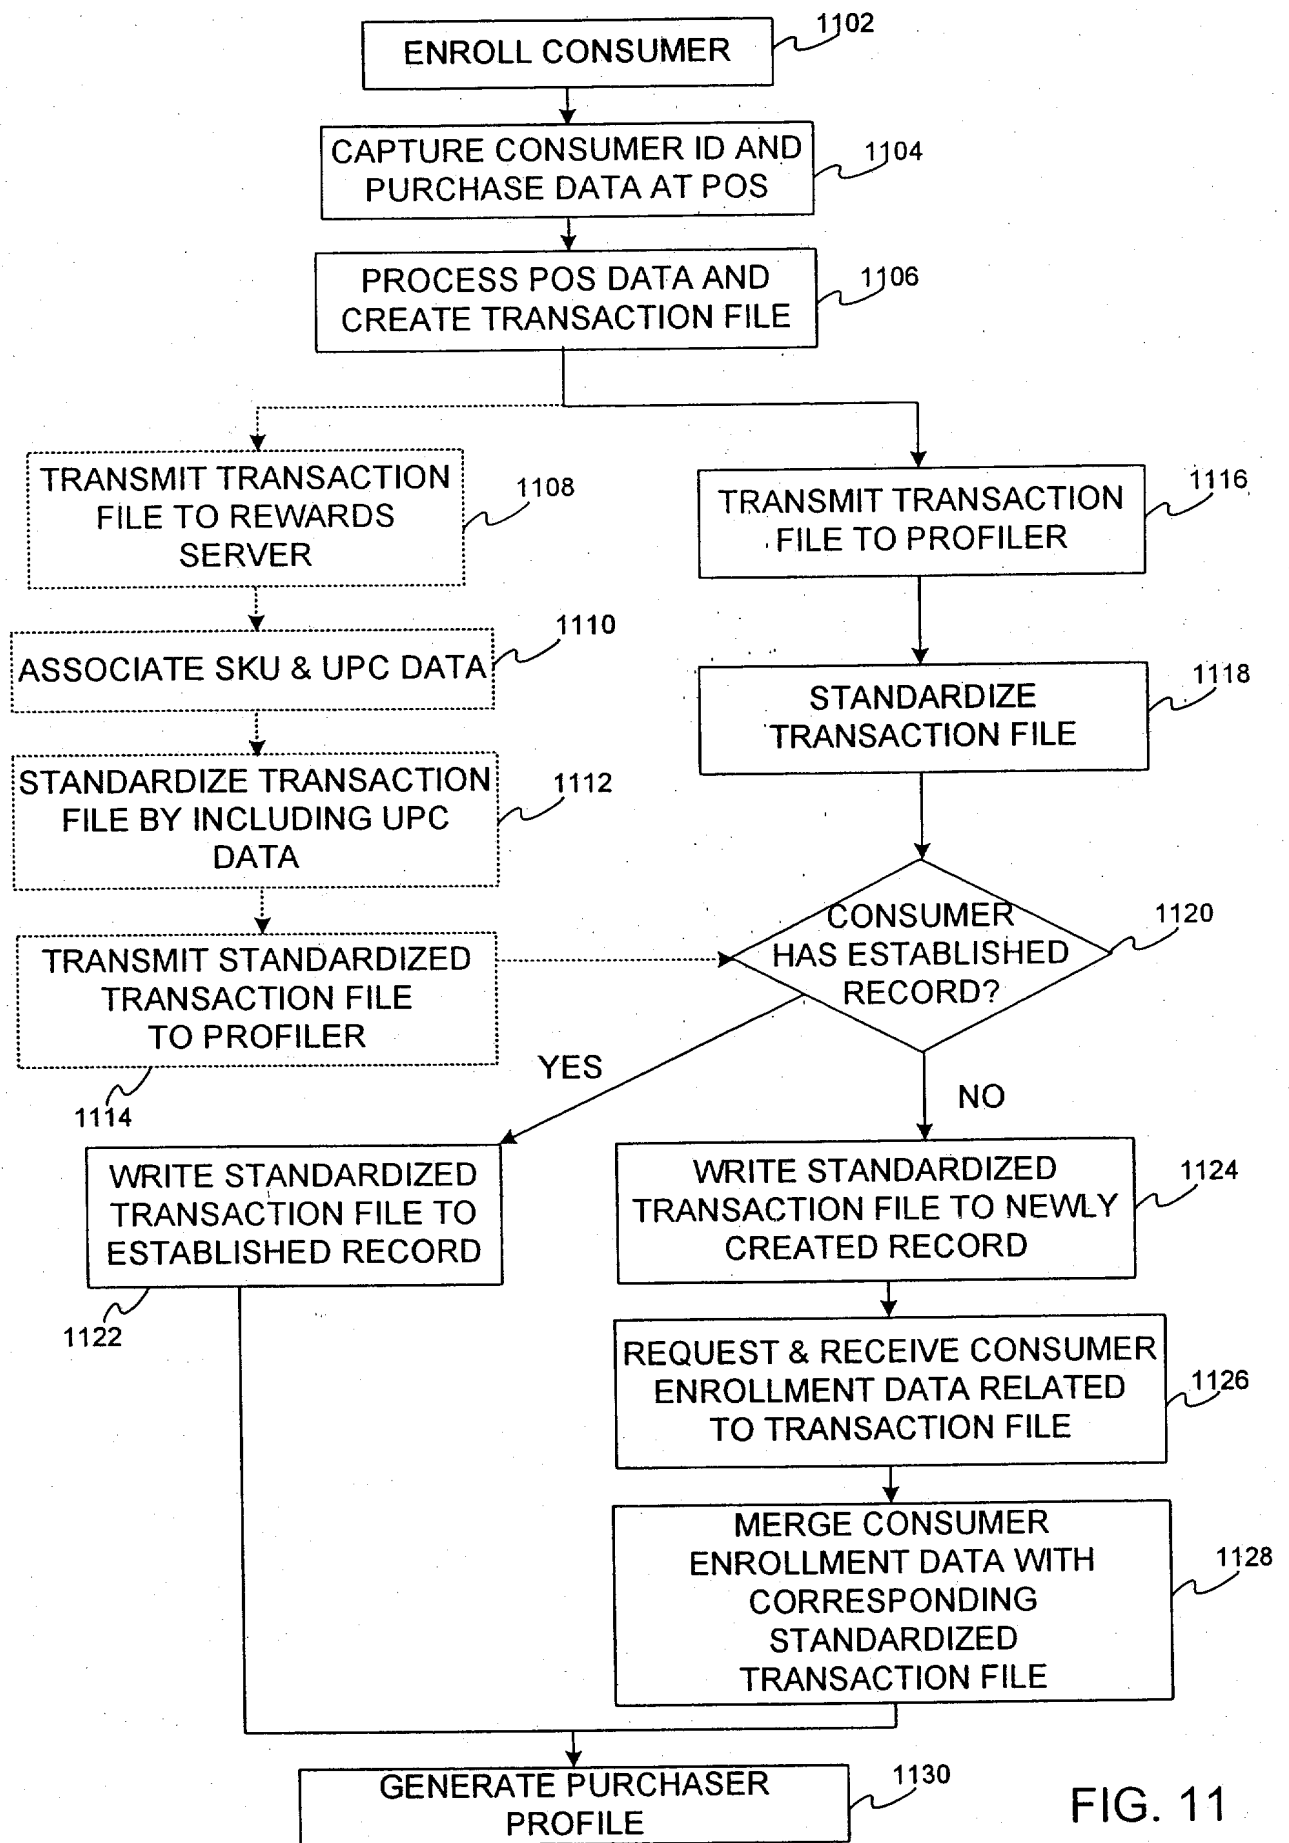 1102
ENROLL CONSUMER
CAPTURE CONSUMER ID AND
PURCHASE DATA AT POS
1104
PROCESS POS DATA AND
CREATE TRANSACTION FILE
1106
TRANSMIT TRANSACTION
FILE TO REWARDS
SERVER
1108
TRANSMIT TRANSACTION
FILE TO PROFILER
1116
1110
ASSOCIATE SKU & UPC DATA
STANDARDIZE
TRANSACTION FILE
1118
STANDARDIZE TRANSACTION
FILE BY INCLUDING UPC
DATA
1112
CONSUMER
HAS ESTABLISHED
RECORD?
1120
TRANSMIT STANDARDIZED
TRANSACTION FILE
TO PROFILER
1114
YES
NO
WRITE STANDARDIZED
TRANSACTION FILE TO
ESTABLISHED RECORD
1122
WRITE STANDARDIZED
TRANSACTION FILE TO NEWLY
CREATED RECORD
1124
REQUEST & RECEIVE CONSUMER
ENROLLMENT DATA RELATED
TO TRANSACTION FILE
1126
MERGE CONSUMER
ENROLLMENT DATA WITH
CORRESPONDING
STANDARDIZED
TRANSACTION FILE
1128
GENERATE PURCHASER
PROFILE
1130
FIG. 11